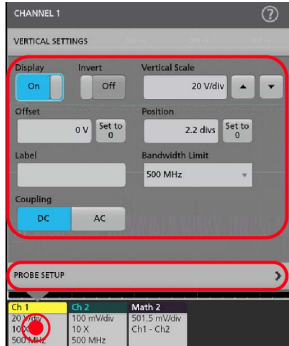 CHANNEL 1 ?
VERTICAL SETTINGS
Display Invert Vertical Scale
On Off 20 V/div
Offset Position
0 V Set to 0 2.2 divs Set to 0
Label Bandwidth Limit
500 MHz
Coupling
DC AC
PROBE SETUP
Ch 1 Ch 2 Math 2
20 V/div 100 mV/div 501.5 mV/div
10 X 10 X Ch1 - Ch2
500 MHz 500 MHz